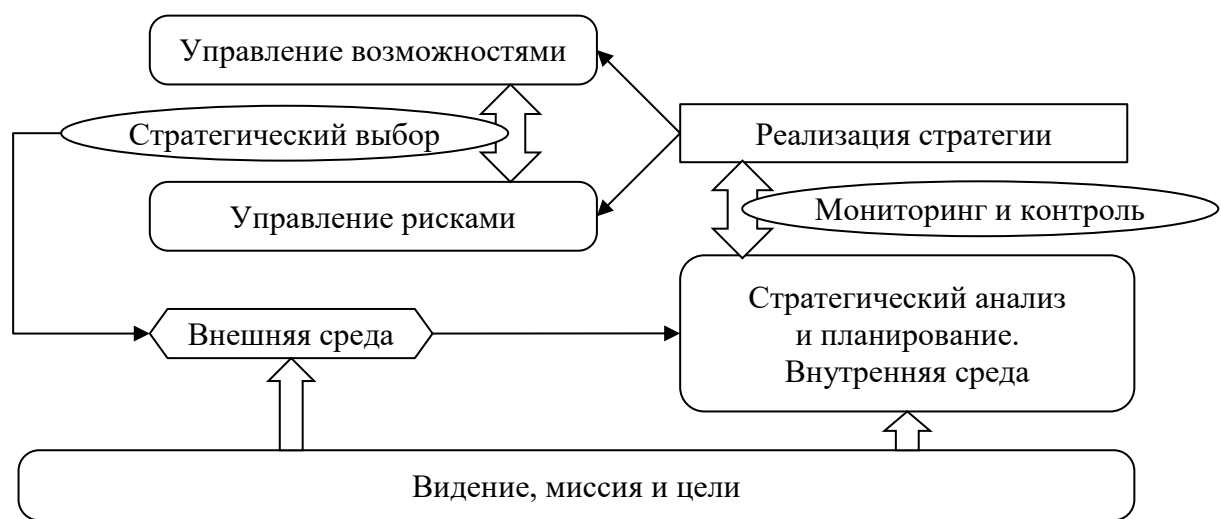 Управление возможностями
Стратегический выбор
Реализация стратегии
Управление рисками
Мониторинг и контроль
Стратегический анализ
и планирование.
Внутренняя среда
Внешняя среда
Видение, миссия и цели